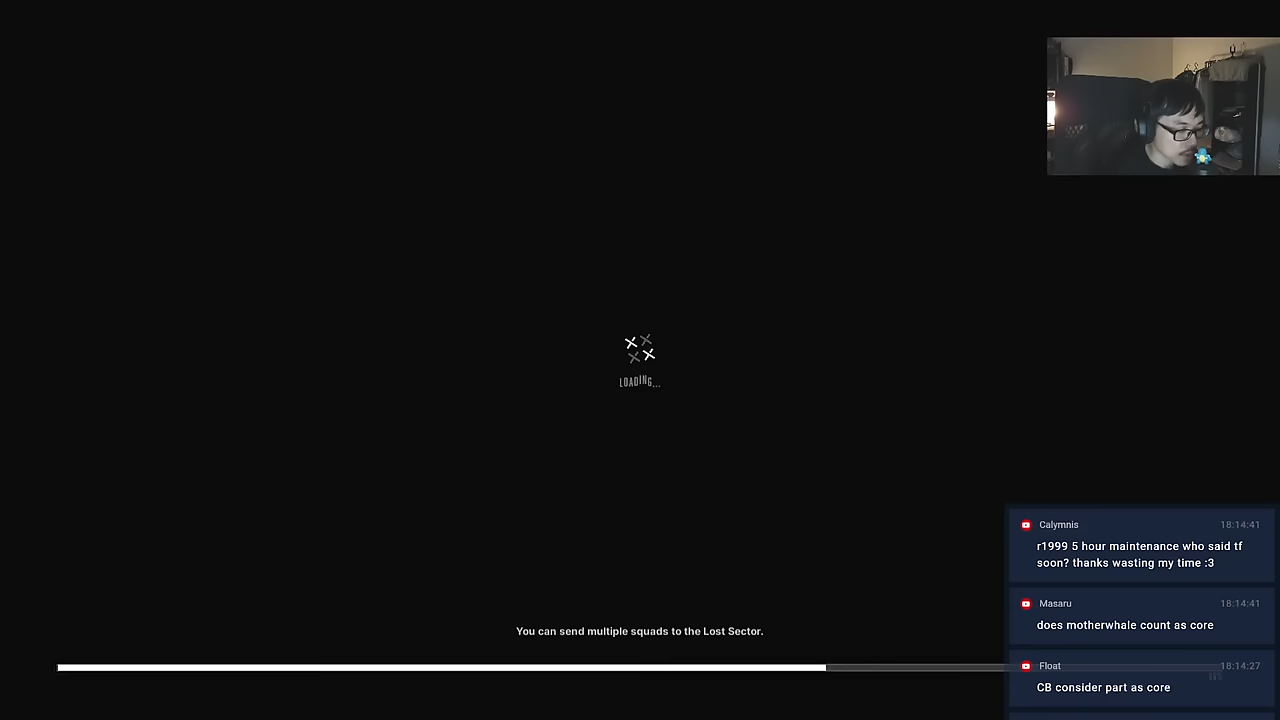 LOADING...
Calymnis 18:14:41
r1999 5 hour maintenance who said tf
soon? thanks wasting my time :3
Masaru 18:14:41
does motherwhale count as core
You can send multiple squads to the Lost Sector.
Float 18:14:27
CB consider part as core